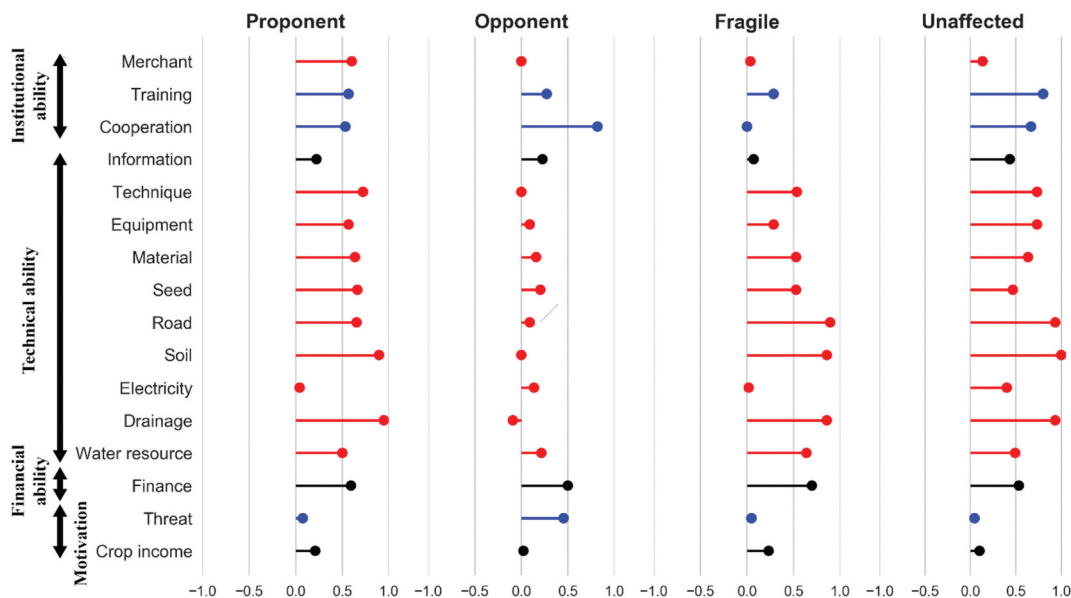 Proponent Opponent Fragile Unaffected
Institutional
ability
Merchant
Training
Cooperation
Technical ability
Information
Technique
Equipment
Material
Seed
Road
Soil
Electricity
Drainage
Water resource
Financial
ability
Finance
Motivation
Threat
Crop income
−1.0 −0.5 0.0 0.5 1.0 −1.0 −0.5 0.0 0.5 1.0 −1.0 −0.5 0.0 0.5 1.0 −1.0 −0.5 0.0 0.5 1.0